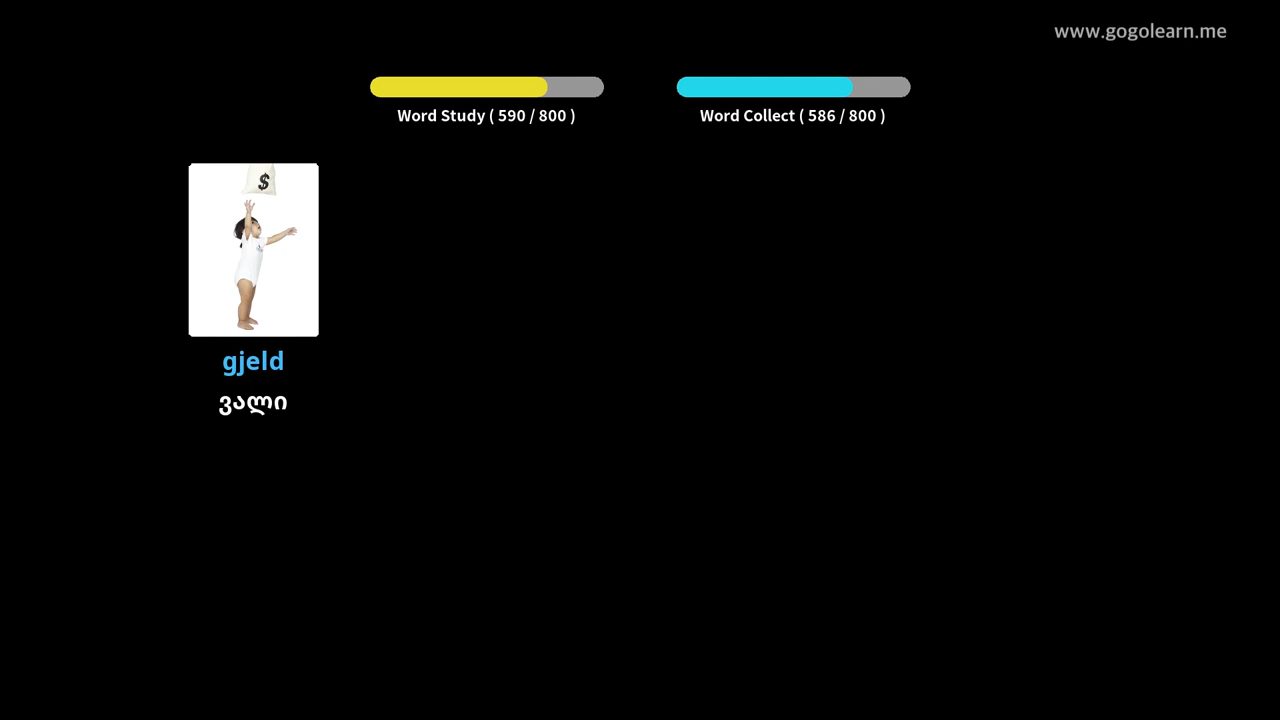 www.gogolearn.me
Word Study ( 590 / 800 )
Word Collect ( 586 / 800 )
$
gjeld
ვალი